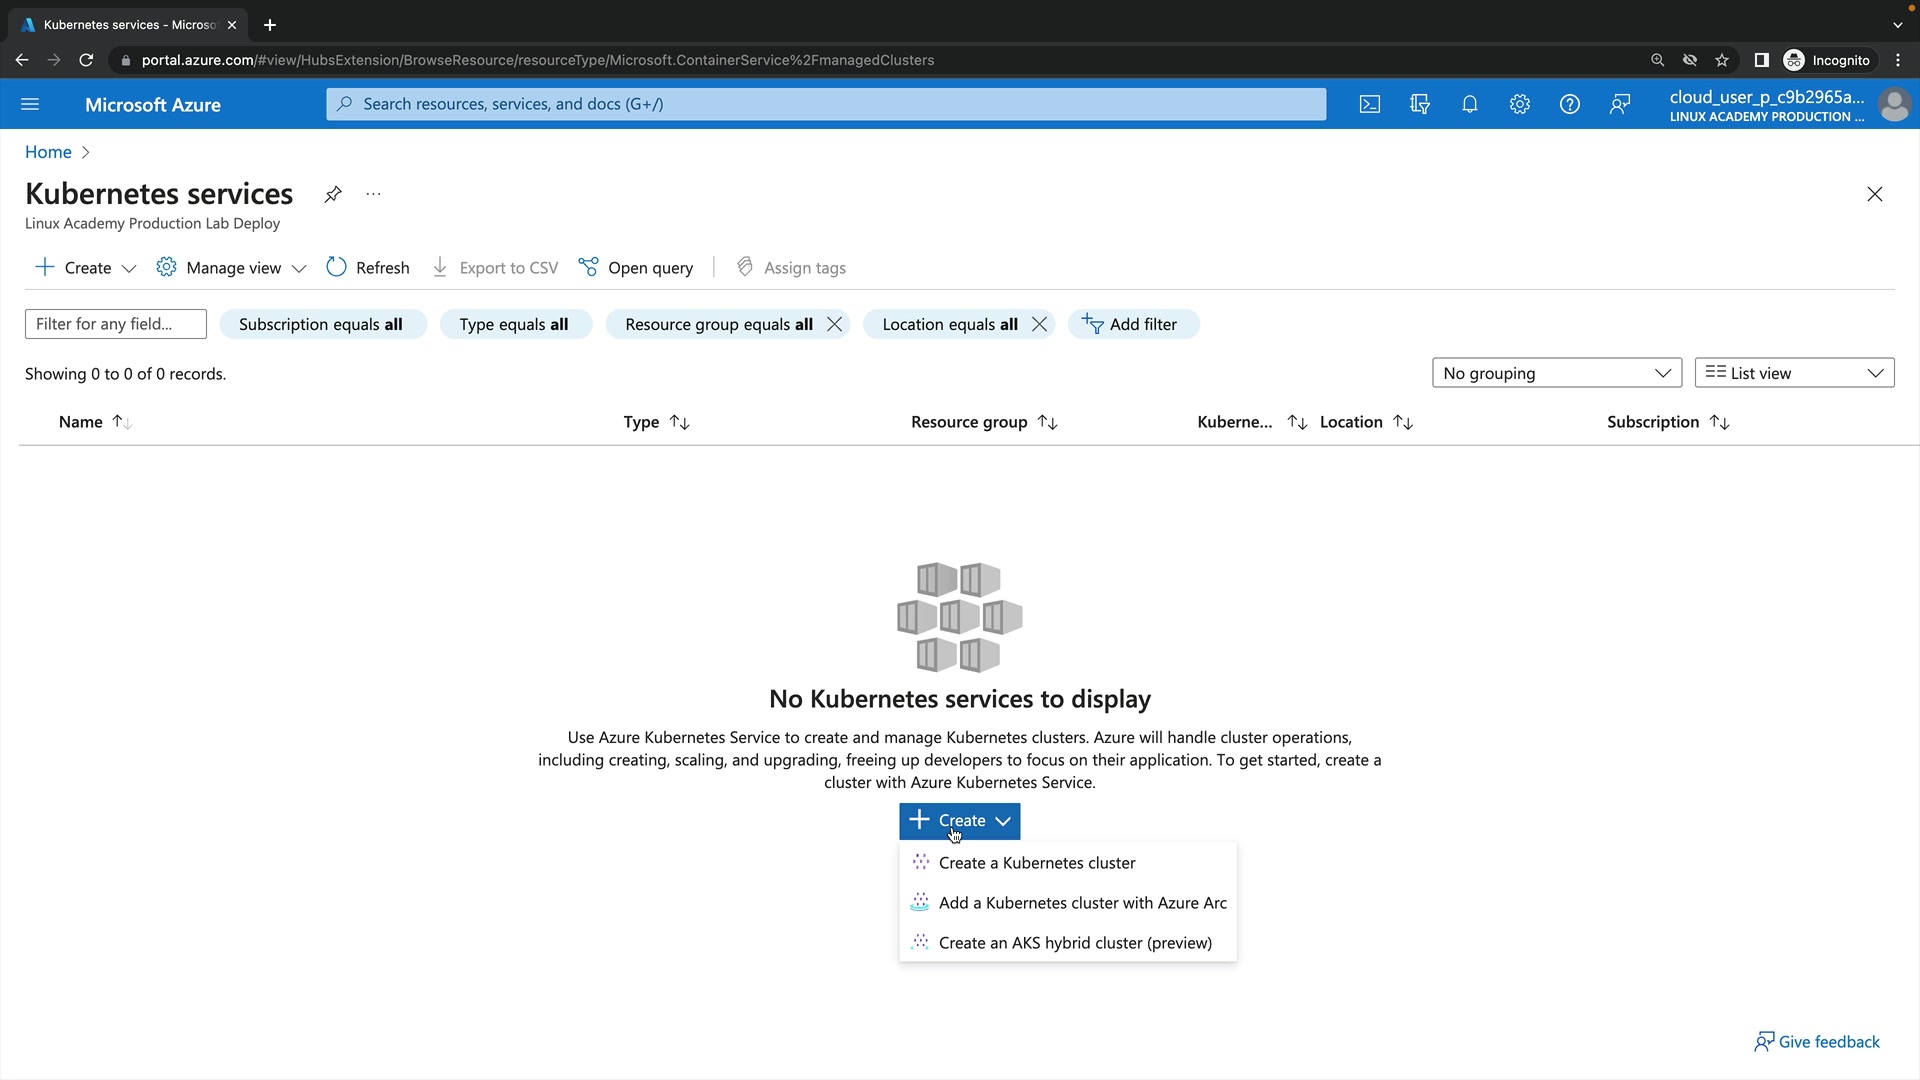 Kubernetes services - Microso
portal.azure.com/#view/HubsExtension/BrowseResource/resourceType/Microsoft.ContainerService%2FmanagedClusters
Incognito
Microsoft Azure
Search resources, services, and docs (G+/)
cloud_user_p_c9b2965a...
LINUX ACADEMY PRODUCTION ...
Home
Kubernetes services
Linux Academy Production Lab Deploy
Create
Manage view
Refresh
Export to CSV
Open query
Assign tags
Filter for any field...
Subscription equals all
Type equals all
Resource group equals all
Location equals all
Add filter
Showing 0 to 0 of 0 records.
No grouping
List view
Name
Type
Resource group
Kuberne...
Location
Subscription
No Kubernetes services to display
Use Azure Kubernetes Service to create and manage Kubernetes clusters. Azure will handle cluster operations,
including creating, scaling, and upgrading, freeing up developers to focus on their application. To get started, create a
cluster with Azure Kubernetes Service.
Create
Create a Kubernetes cluster
Add a Kubernetes cluster with Azure Arc
Create an AKS hybrid cluster (preview)
Give feedback